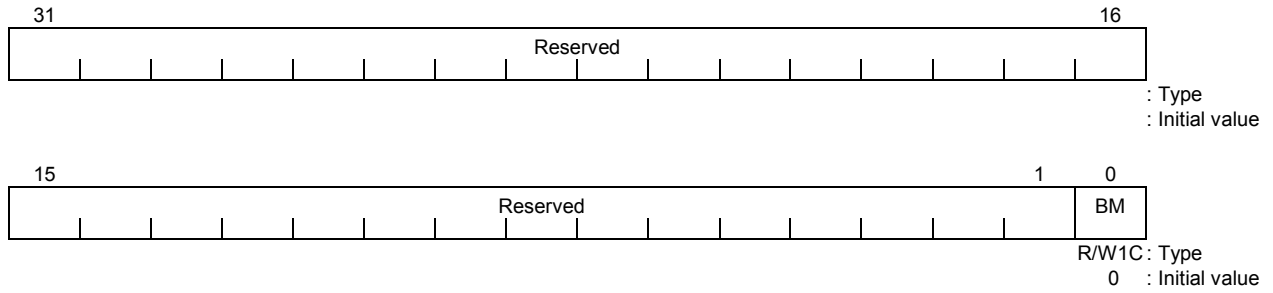 31 16
Reserved
: Type
: Initial value
15 1 0
Reserved BM
R/W1C : Type
0 : Initial value